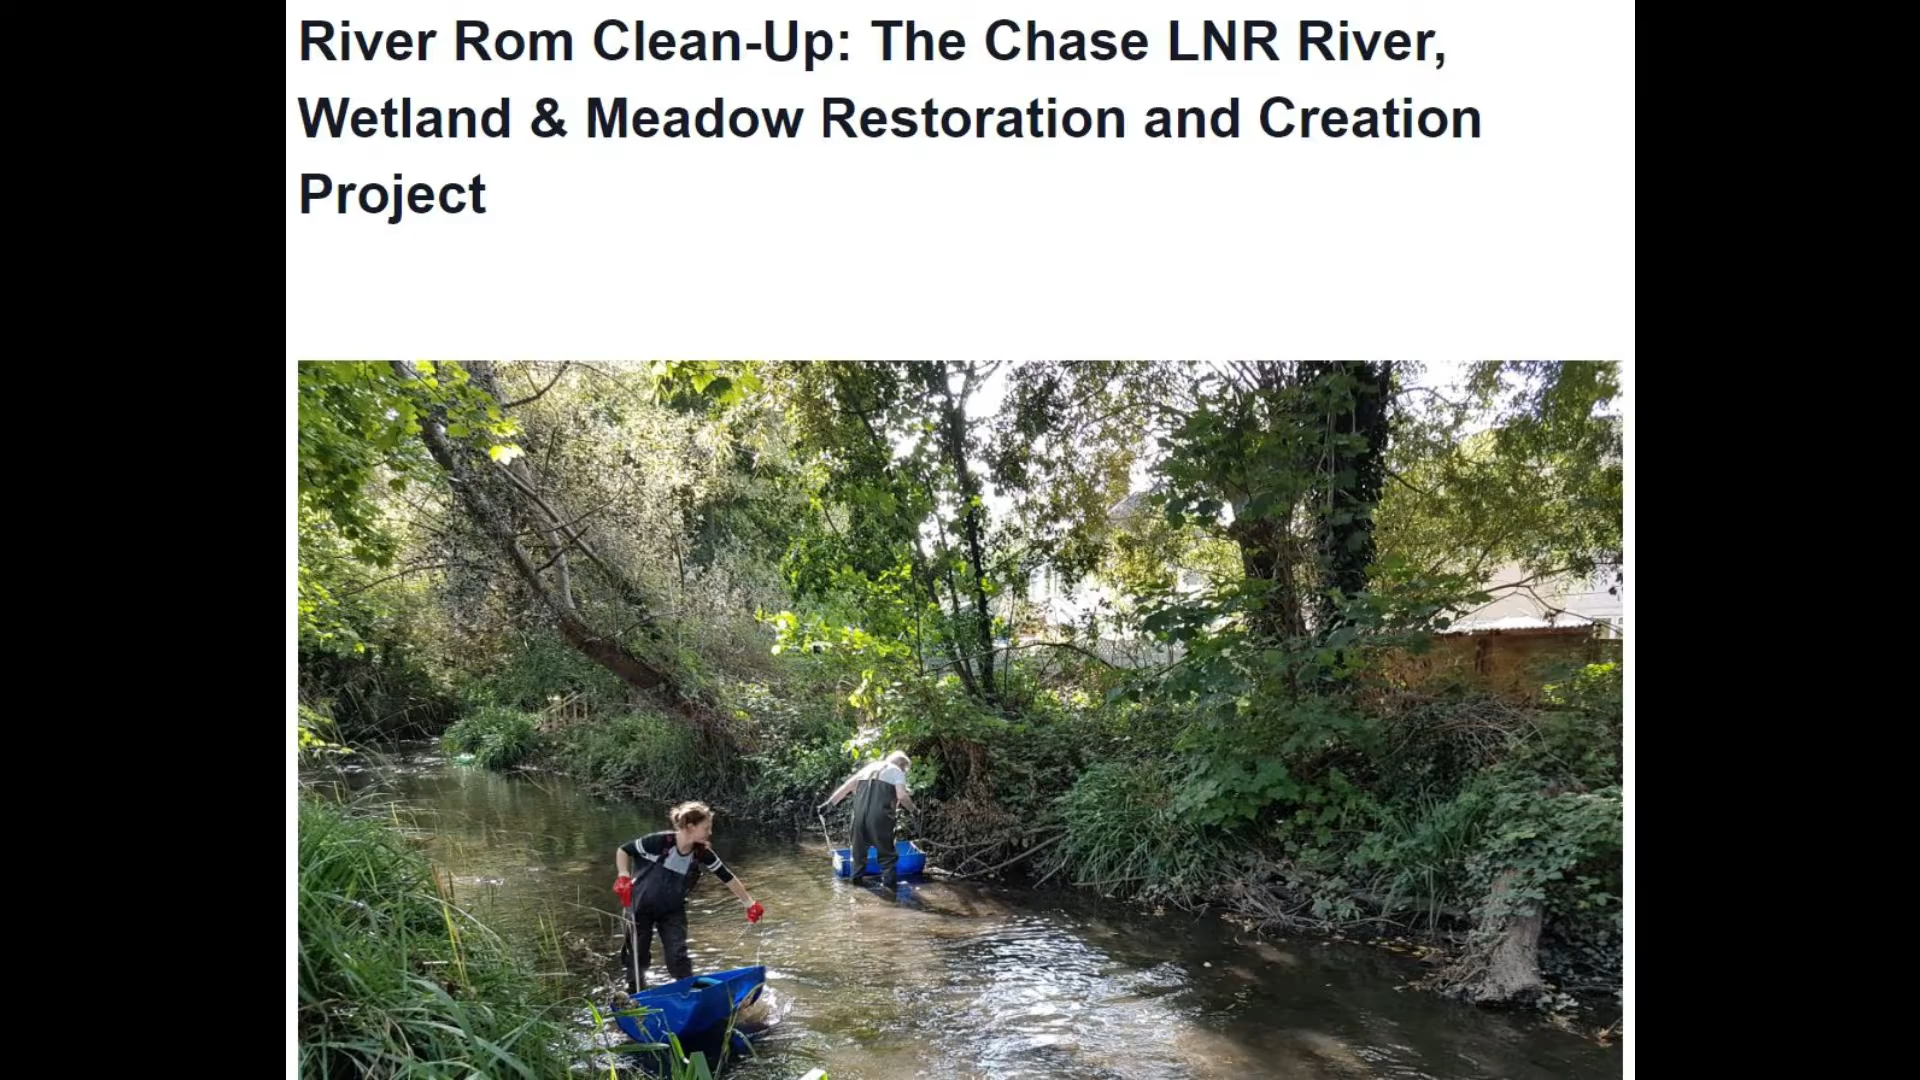 River Rom Clean-Up: The Chase LNR River,
Wetland & Meadow Restoration and Creation
Project